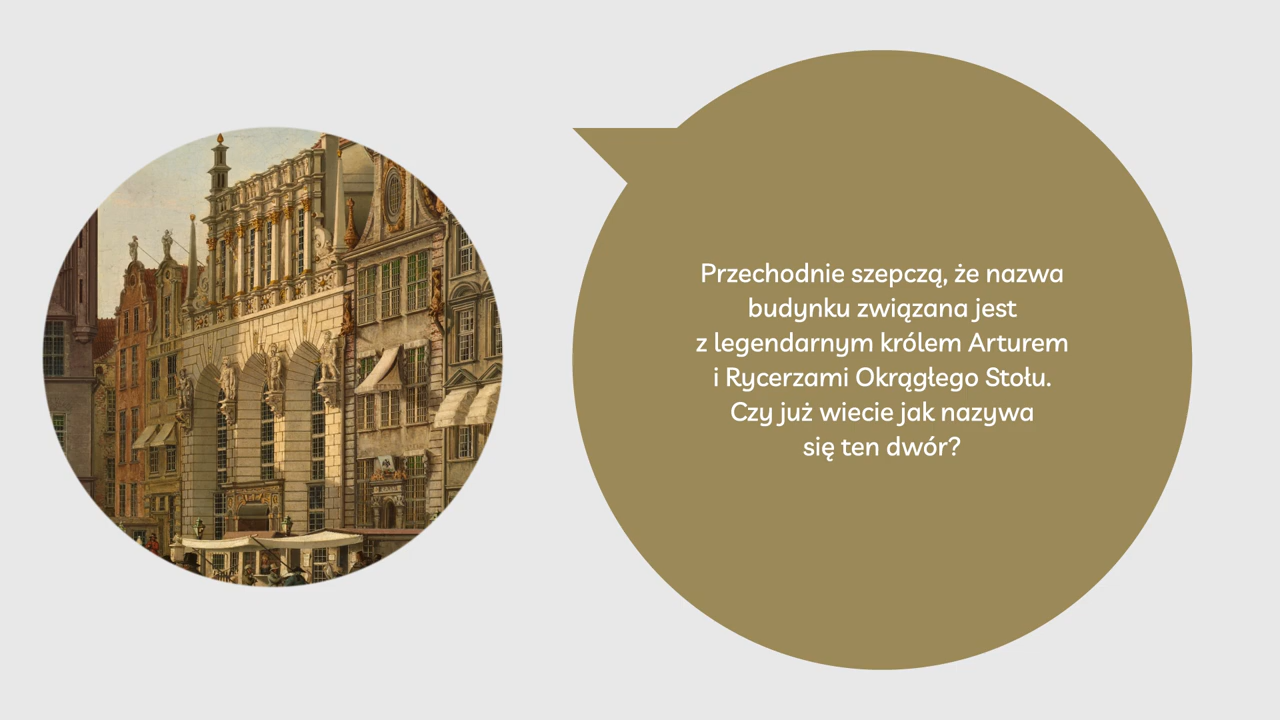 Przechodnie szepczą, że nazwa
budynku związana jest
z legendarnym królem Arturem
i Rycerzami Okrągłego Stołu.
Czy już wiecie jak nazywa
się ten dwór?